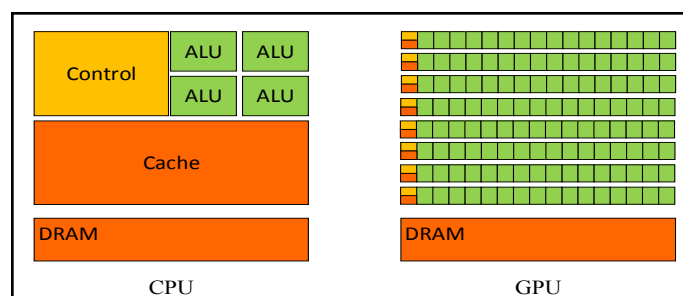 Control
ALU ALU
ALU ALU
Cache
DRAM
DRAM
CPU
GPU